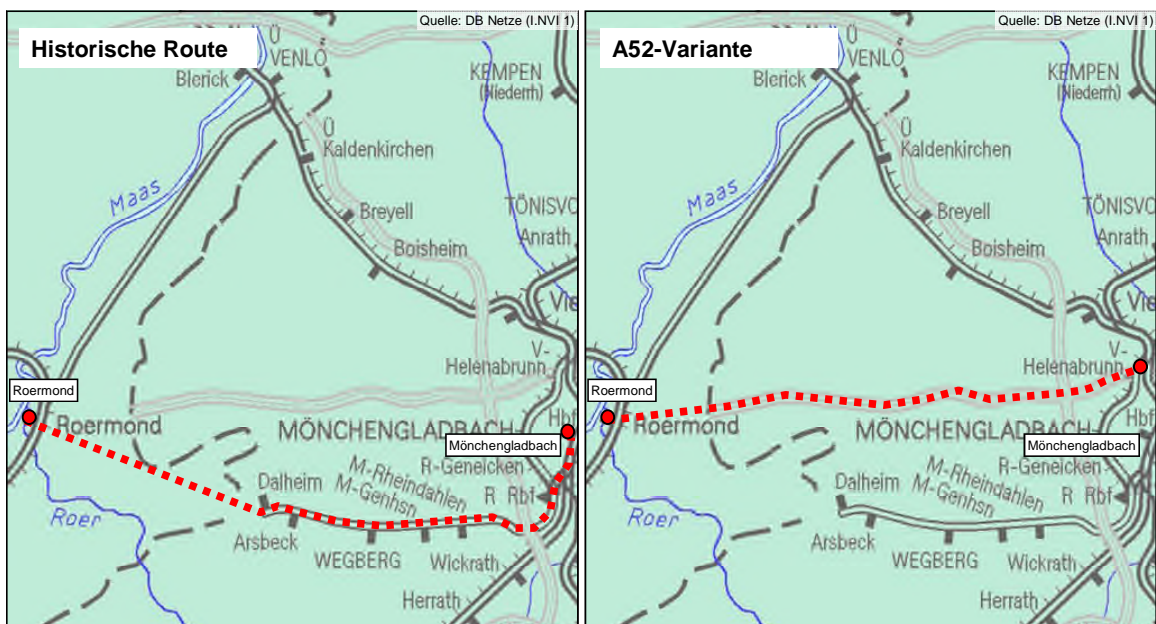 Quelle: DB Netze (I.NVI 1)
Historische Route
Ü
VENLO
Blerick
KEMPEN
(Niederrh)
Ü
Kaldenkirchen
Maas
Breyell
TÖNISVO
Anrath
Boisheim
Vie
V-
Helenabrunn
Roermond
Roermond
Hbf
MÖNCHENGLADBACH
Mönchengladbach
R-Geneicken
M-Rheindahlen
M-Genhsn
Dalheim
R Rbf
Roer
Arsbeck
WEGBERG
Wickrath
Herrath
Quelle: DB Netze (I.NVI 1)
A52-Variante
Ü
VENLO
Blerick
KEMPEN
(Niederrh)
Ü
Kaldenkirchen
Maas
Breyell
TÖNISVO
Anrath
Boisheim
Vie
V-
Helenabrunn
Roermond
Roermond
Hbf
MÖNCHENGLADBACH
Mönchengladbach
R-Geneicken
M-Rheindahlen
M-Genhsn
Dalheim
R Rbf
Roer
Arsbeck
WEGBERG
Wickrath
Herrath